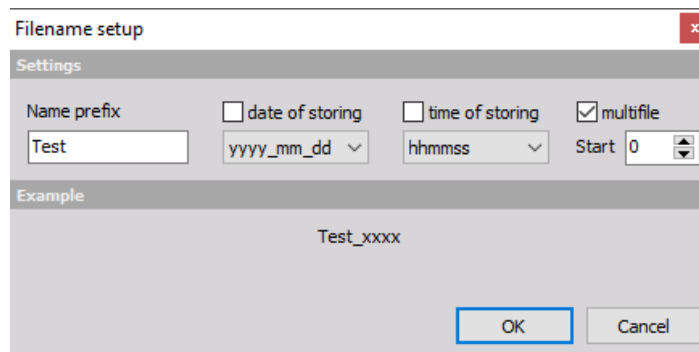 Filename setup
x
Settings
Name prefix date of storing time of storing multifile
Test yyyy_mm_dd hhmmss Start 0
Example
Test_xxxx
OK Cancel